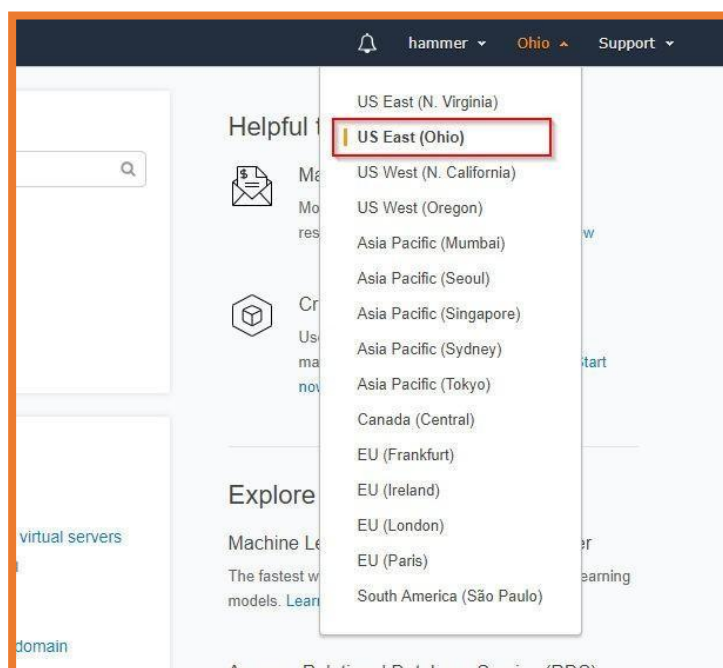 hammer Ohio Support
US East (N. Virginia)
US East (Ohio)
US West (N. California)
US West (Oregon)
Asia Pacific (Mumbai)
Asia Pacific (Seoul)
Asia Pacific (Singapore)
Asia Pacific (Sydney)
Asia Pacific (Tokyo)
Canada (Central)
EU (Frankfurt)
EU (Ireland)
EU (London)
EU (Paris)
South America (São Paulo)
Helpful
res
now
Explore
virtual servers
Machine
The fastest
models.
domain